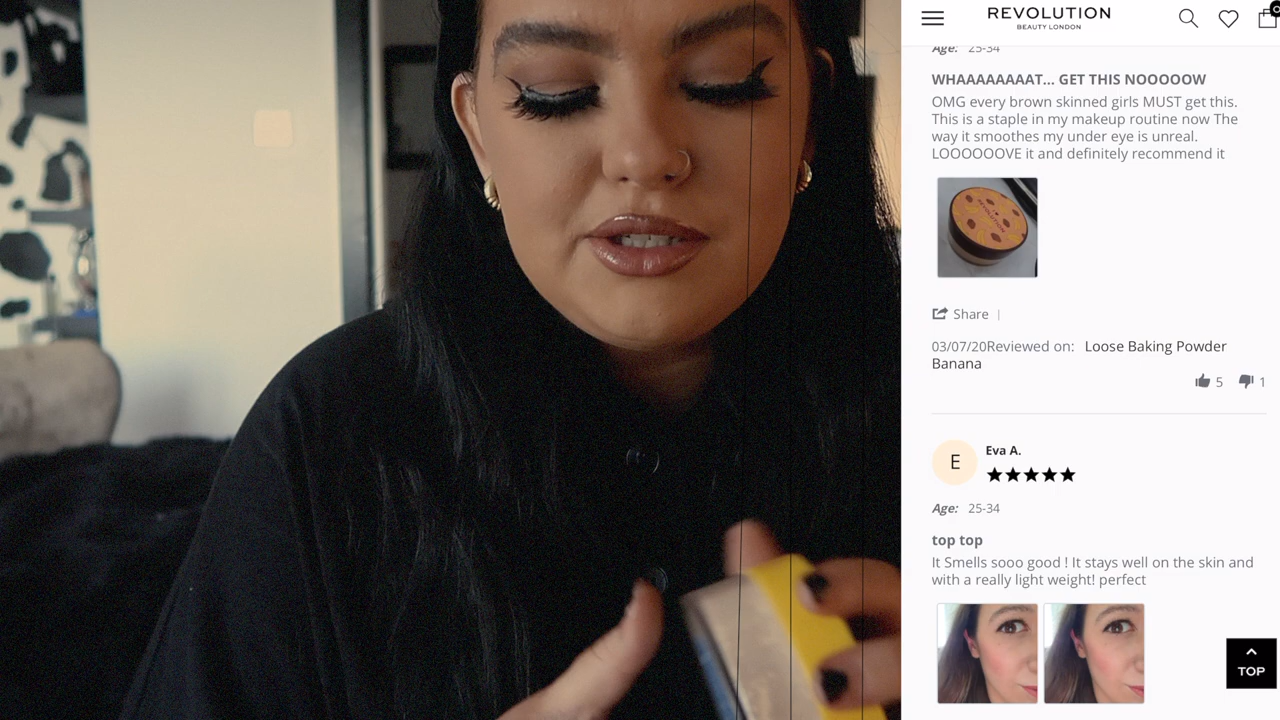 REVOLUTION
BEAUTY LONDON
Age: 25-34
WHAAAAAAAAT... GET THIS NOOOOOW
OMG every brown skinned girls MUST get this.
This is a staple in my makeup routine now The
way it smoothes my under eye is unreal.
LOOOOOOVE it and definitely recommend it
REVOLUTION
Share |
03/07/20Reviewed on: Loose Baking Powder
Banana
5 1
E Eva A.
Age: 25-34
top top
It Smells sooo good ! It stays well on the skin and
with a really light weight! perfect
TOP